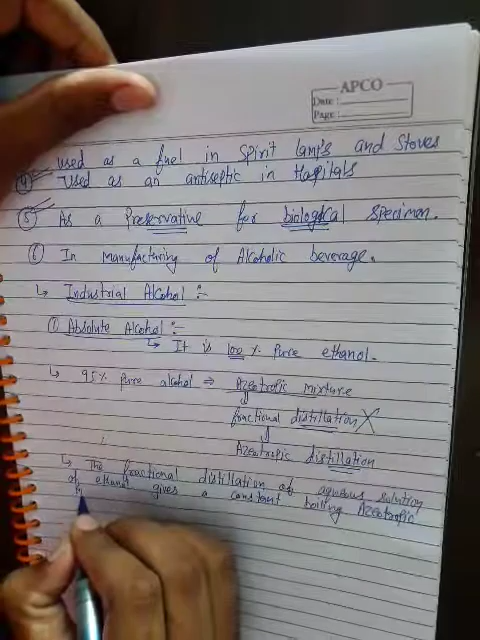 APCO
Date :
Page :
used as a fuel in spirit lamps and stoves
④ Used as an antiseptic in Hospitals
⑤ As a Preservative for biological specimen.
⑥ In manufacturing of Alcoholic beverage.
↳ Industrial Alcohol :-
① Absolute Alcohol :-
↳ It is 100 % Pure ethanol.
↳ 95% Pure alcohol ⇒ Azeotropic mixture
⇓
fractional distillation X
⇓
Azeotropic distillation
↳ The fractional distillation of aqueous solution
of ethanol gives a constant boiling Azeotropic